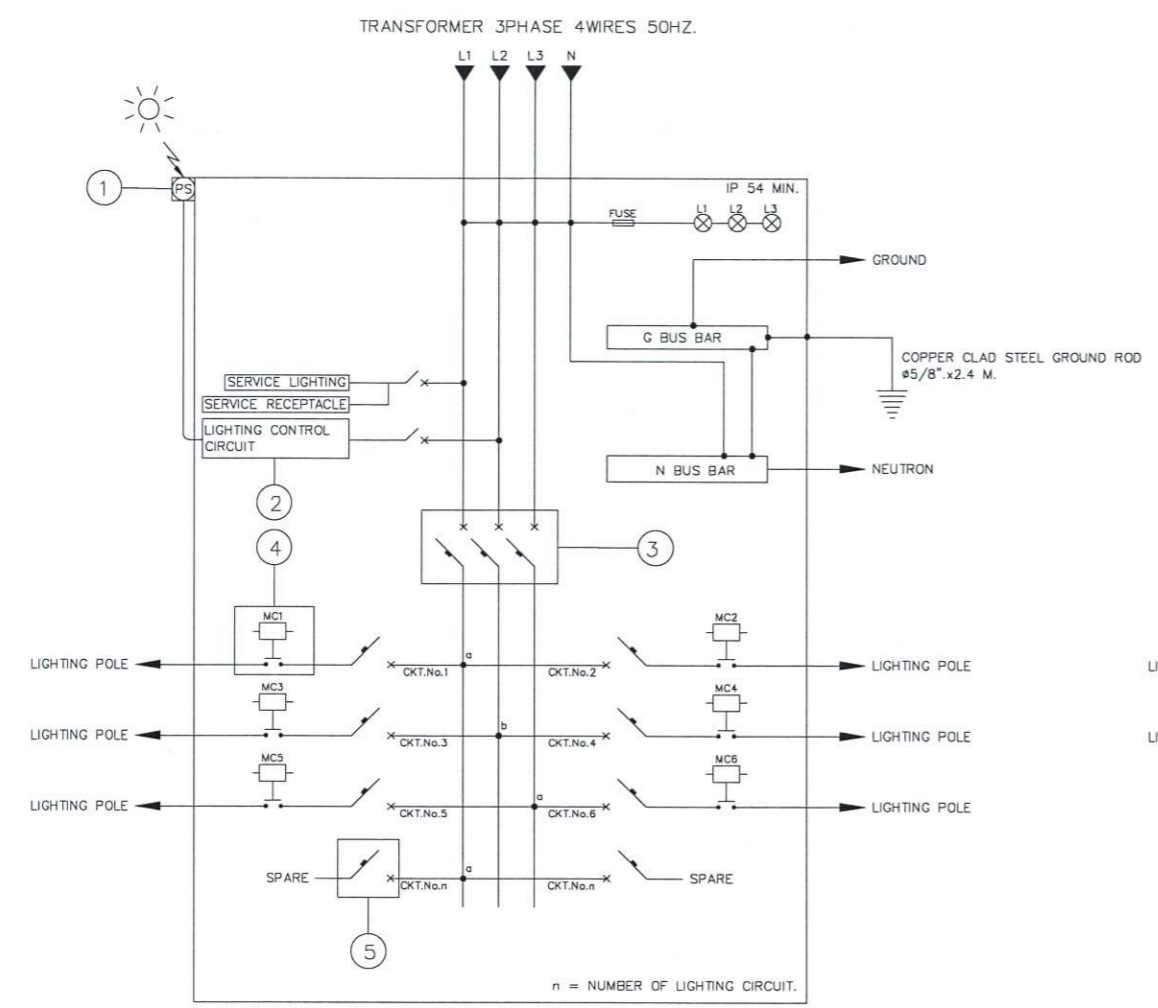 TRANSFORMER 3PHASE 4WIRES 50HZ.
L1 L2 L3 N
1
PS
IP 54 MIN.
FUSE
L1 L2 L3
GROUND
G BUS BAR
COPPER CLAD STEEL GROUND ROD
ø5/8".x2.4 M.
SERVICE LIGHTING
SERVICE RECEPTACLE
LIGHTING CONTROL
CIRCUIT
N BUS BAR
NEUTRON
2
3
4
MC1
MC2
LIGHTING POLE
a
CKT.No.1
CKT.No.2
LIGHTING POLE
LI
MC3
MC4
LIGHTING POLE
b
CKT.No.3
CKT.No.4
LIGHTING POLE
LI
MC5
MC6
LIGHTING POLE
a
CKT.No.5
CKT.No.6
LIGHTING POLE
SPARE
a
CKT.No.n
CKT.No.n
SPARE
5
n = NUMBER OF LIGHTING CIRCUIT.